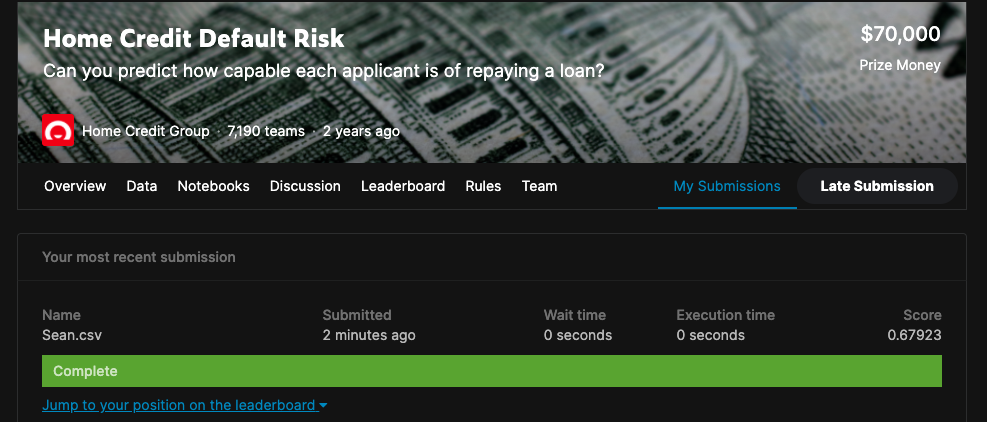 Home Credit Default Risk
$70,000
Can you predict how capable each applicant is of repaying a loan?
Prize Money
Home Credit Group · 7,190 teams · 2 years ago
Overview Data Notebooks Discussion Leaderboard Rules Team My Submissions Late Submission
Your most recent submission
Name Submitted Wait time Execution time Score
Sean.csv 2 minutes ago 0 seconds 0 seconds 0.67923
Complete
Jump to your position on the leaderboard